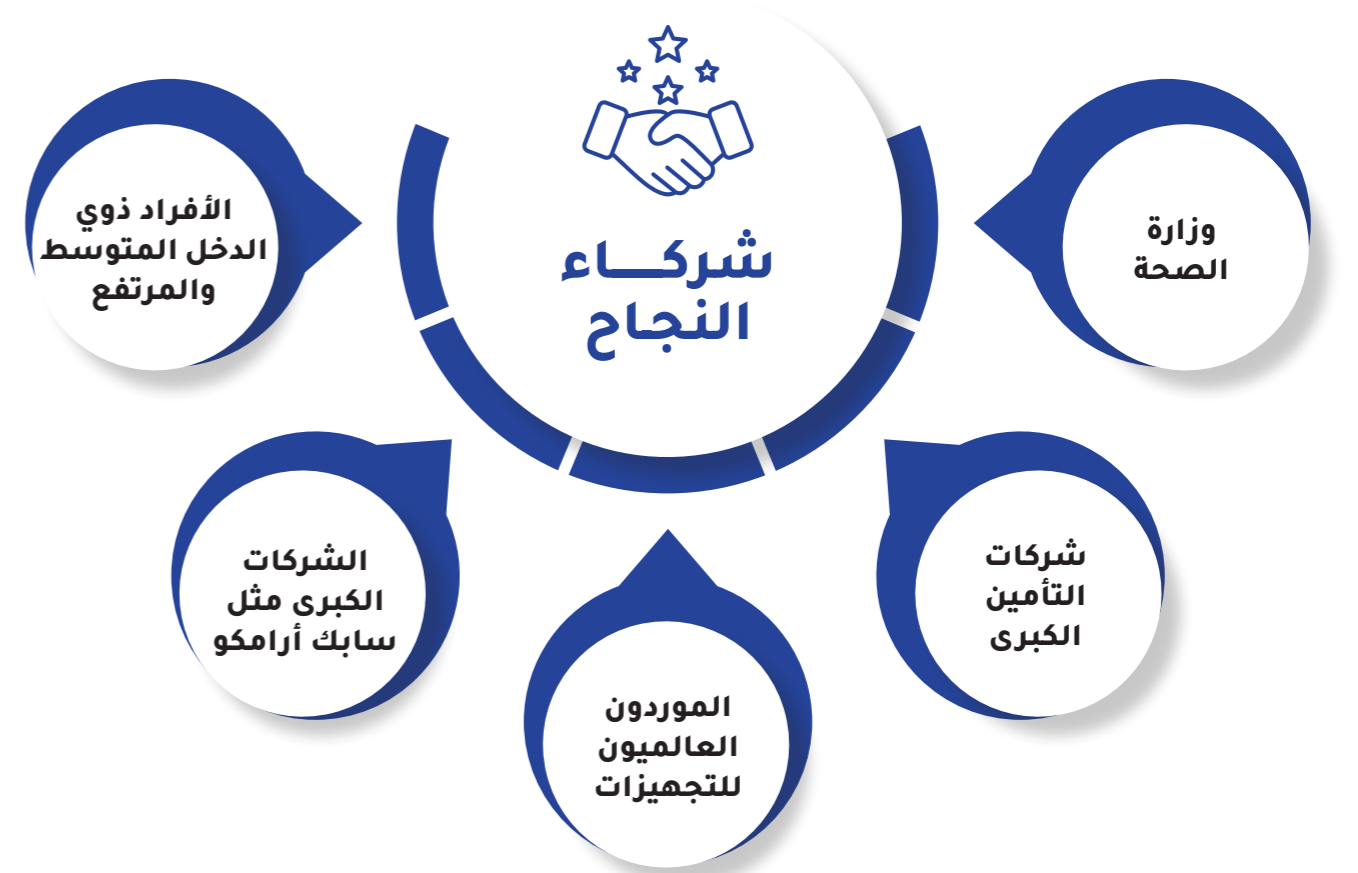 شركـــاء
النجاح
وزارة
الصحة
شركات
التأمين
الكبرى
الموردون
العالميون
للتجهيزات
الشركات
الكبرى مثل
سابك أرامكو
الأفراد ذوي
الدخل المتوسط
والمرتفع